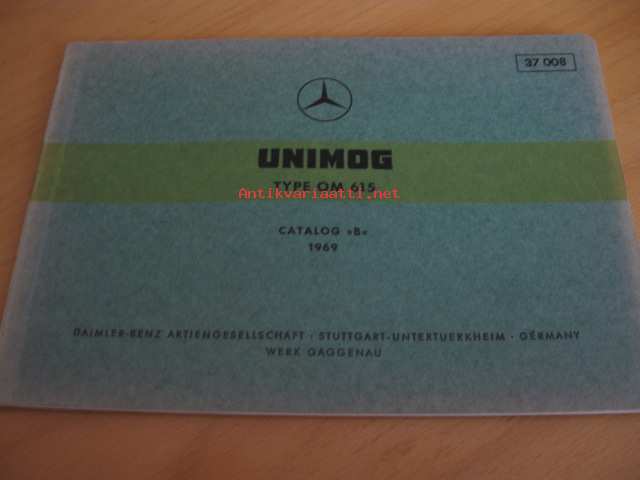 37 008
UNIMOG
TYPE OM 615
Antikvariaatti.net
CATALOG »B«
1969
DAIMLER-BENZ AKTIENGESELLSCHAFT · STUTTGART-UNTERTUERKHEIM · GERMANY
WERK GAGGENAU